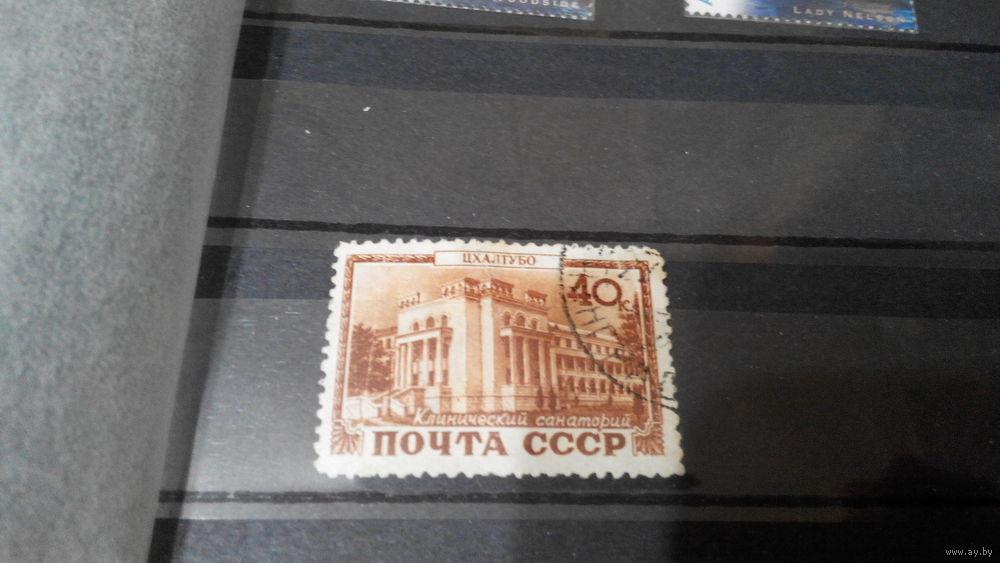 LADY NELSON
ЦХАЛТУБО
40к
Клинический санаторий
ПОЧТА СССР
www.ay.by